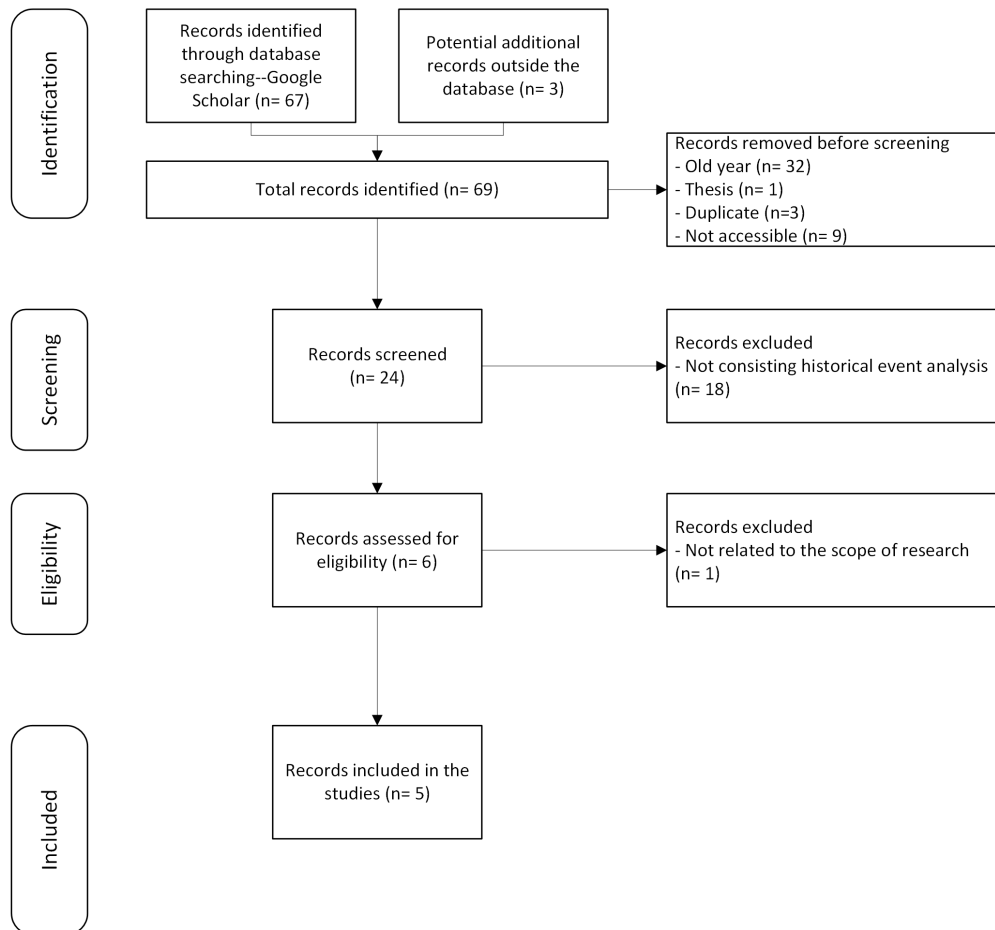 Identification
Records identified
through database
searching--Google
Scholar (n= 67)
Potential additional
records outside the
database (n= 3)
Total records identified (n= 69)
Records removed before screening
- Old year (n= 32)
- Thesis (n= 1)
- Duplicate (n=3)
- Not accessible (n= 9)
Screening
Records screened
(n= 24)
Records excluded
- Not consisting historical event analysis
(n= 18)
Eligibility
Records assessed for
eligibility (n= 6)
Records excluded
- Not related to the scope of research
(n= 1)
Included
Records included in the
studies (n= 5)